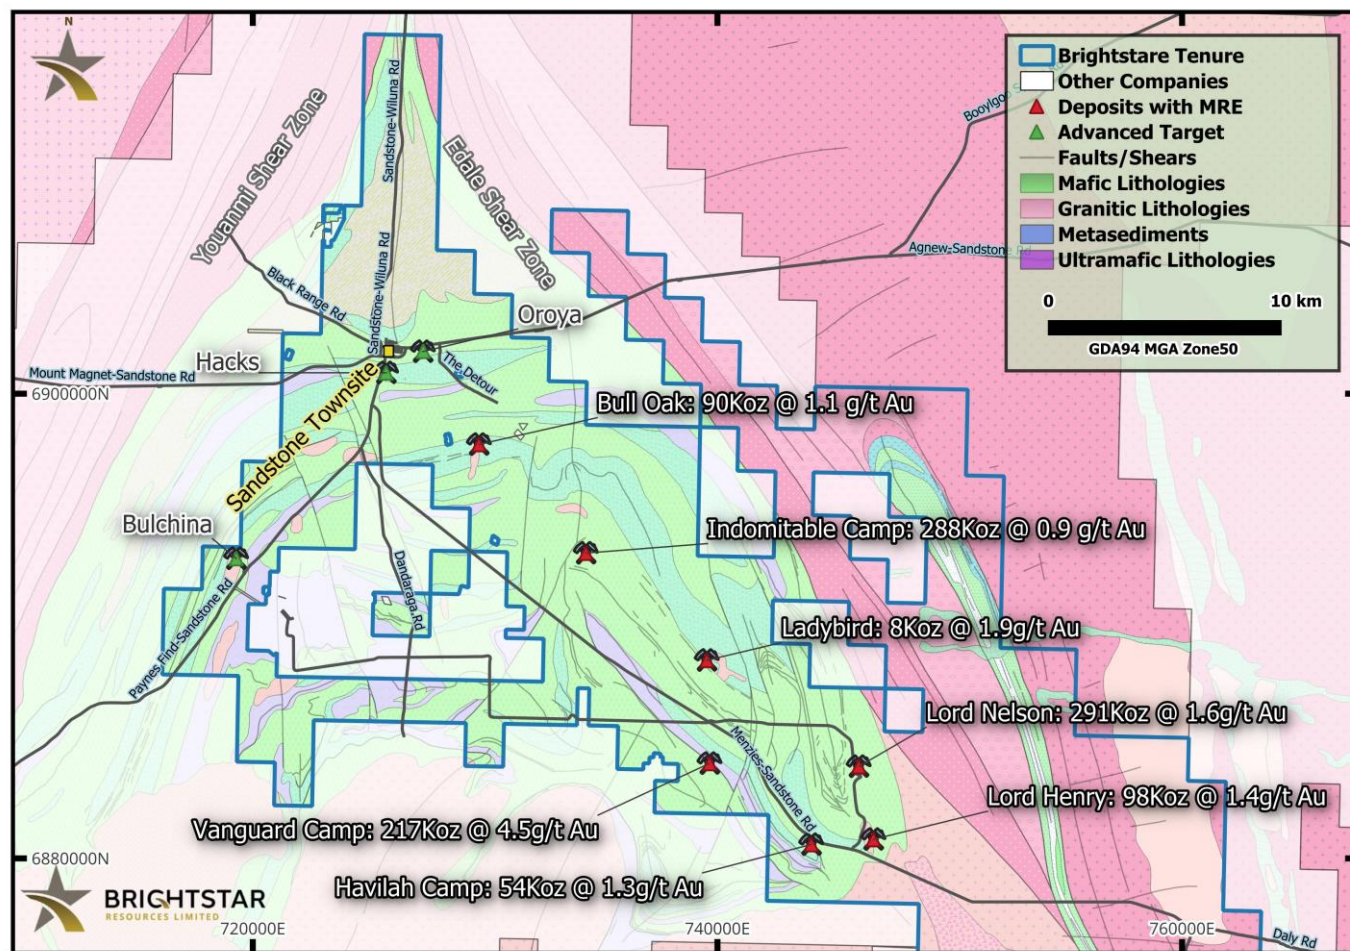 N
Brightstare Tenure
Other Companies
Deposits with MRE
Advanced Target
Faults/Shears
Mafic Lithologies
Granitic Lithologies
Metasediments
Ultramafic Lithologies
0 10 km
GDA94 MGA Zone50
Youanmi Shear Zone
Edale Shear Zone
Sandstone-Wiluna Rd
Sandstone-Wiluna Rd
Black Range Rd
Agnew-Sandstone Rd
Oroya
Hacks
The Detour
Mount Magnet-Sandstone Rd
6900000N
Sandstone Townsite
Bull Oak: 90Koz @ 1.1 g/t Au
Bulchina
Indomitable Camp: 288Koz @ 0.9 g/t Au
Dandaraga Rd
Paynes Find-Sandstone Rd
Ladybird: 8Koz @ 1.9g/t Au
Lord Nelson: 291Koz @ 1.6g/t Au
Menzies-Sandstone Rd
Lord Henry: 98Koz @ 1.4g/t Au
Vanguard Camp: 217Koz @ 4.5g/t Au
6880000N
Havilah Camp: 54Koz @ 1.3g/t Au
BRIGHTSTAR
RESOURCES LIMITED
720000E
740000E
760000E
Daly Rd